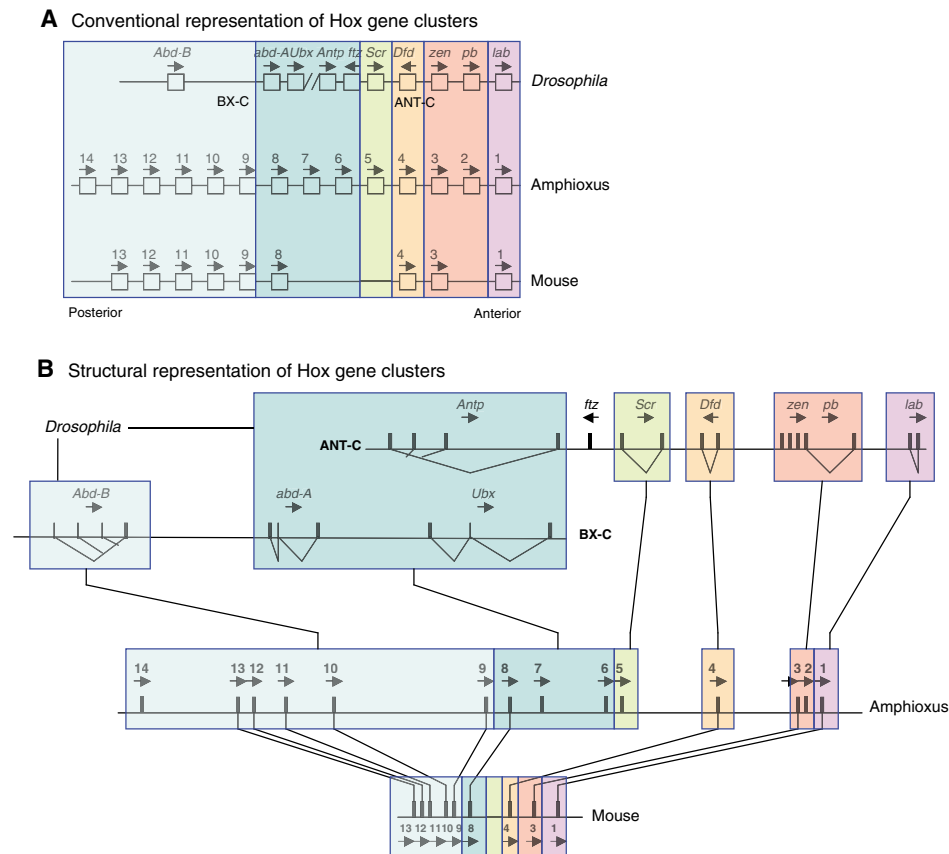 A Conventional representation of Hox gene clusters
Abd-B abd-A Ubx Antp ftz Scr Dfd zen pb lab
Drosophila
BX-C ANT-C
14 13 12 11 10 9 8 7 6 5 4 3 2 1
Amphioxus
13 12 11 10 9 8 4 3 1
Mouse
Posterior Anterior
B Structural representation of Hox gene clusters
Antp ftz Scr Dfd zen pb lab
Drosophila
ANT-C
Abd-B abd-A Ubx
BX-C
14 13 12 11 10 9 8 7 6 5 4 3 2 1
Amphioxus
Mouse
13 12 11 10 9 8 4 3 1